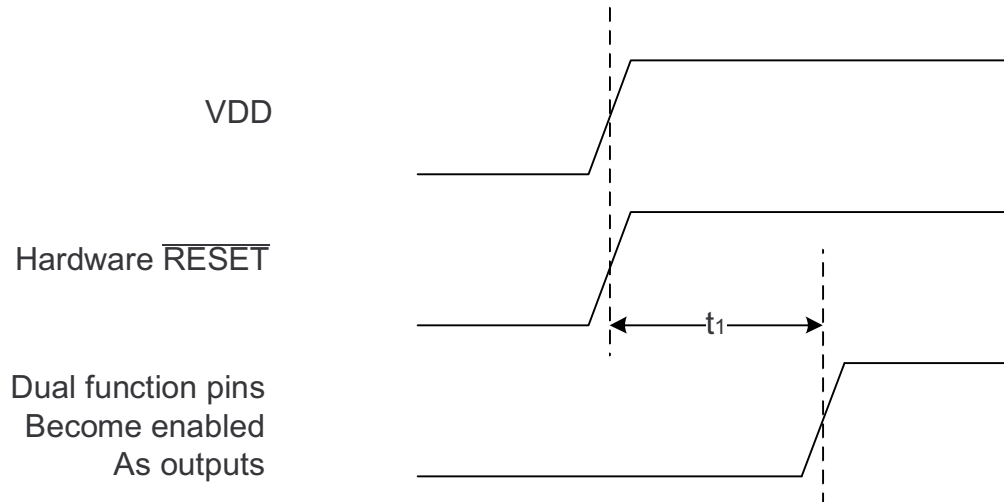 VDD
Hardware RESET
t1
Dual function pins
Become enabled
As outputs